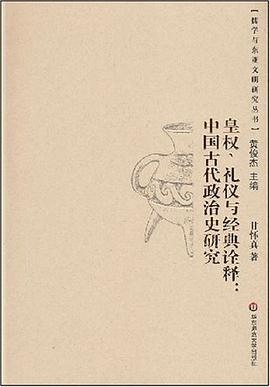 【儒学与东亚文明研究丛书】
黄俊杰 主编
皇权、礼仪与经典诠释：
中国古代政治史研究
甘怀真 著
华东师范大学出版社